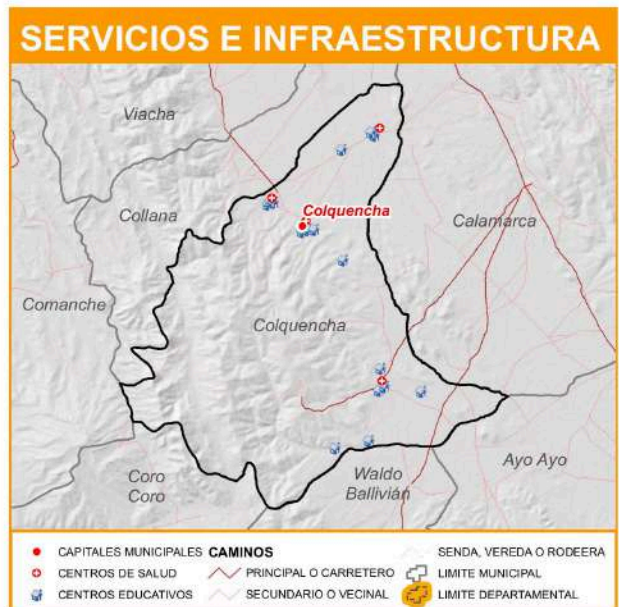 SERVICIOS E INFRAESTRUCTURA
Viacha
Collana
Colquencha
Calamarca
Comanche
Colquencha
Coro
Coro
Waldo
Ballivián
Ayo Ayo
CAPITALES MUNICIPALES
CENTROS DE SALUD
CENTROS EDUCATIVOS
CAMINOS
PRINCIPAL O CARRETERO
SECUNDARIO O VECINAL
SENDA, VEREDA O RODEERA
LIMITE MUNICIPAL
LIMITE DEPARTAMENTAL